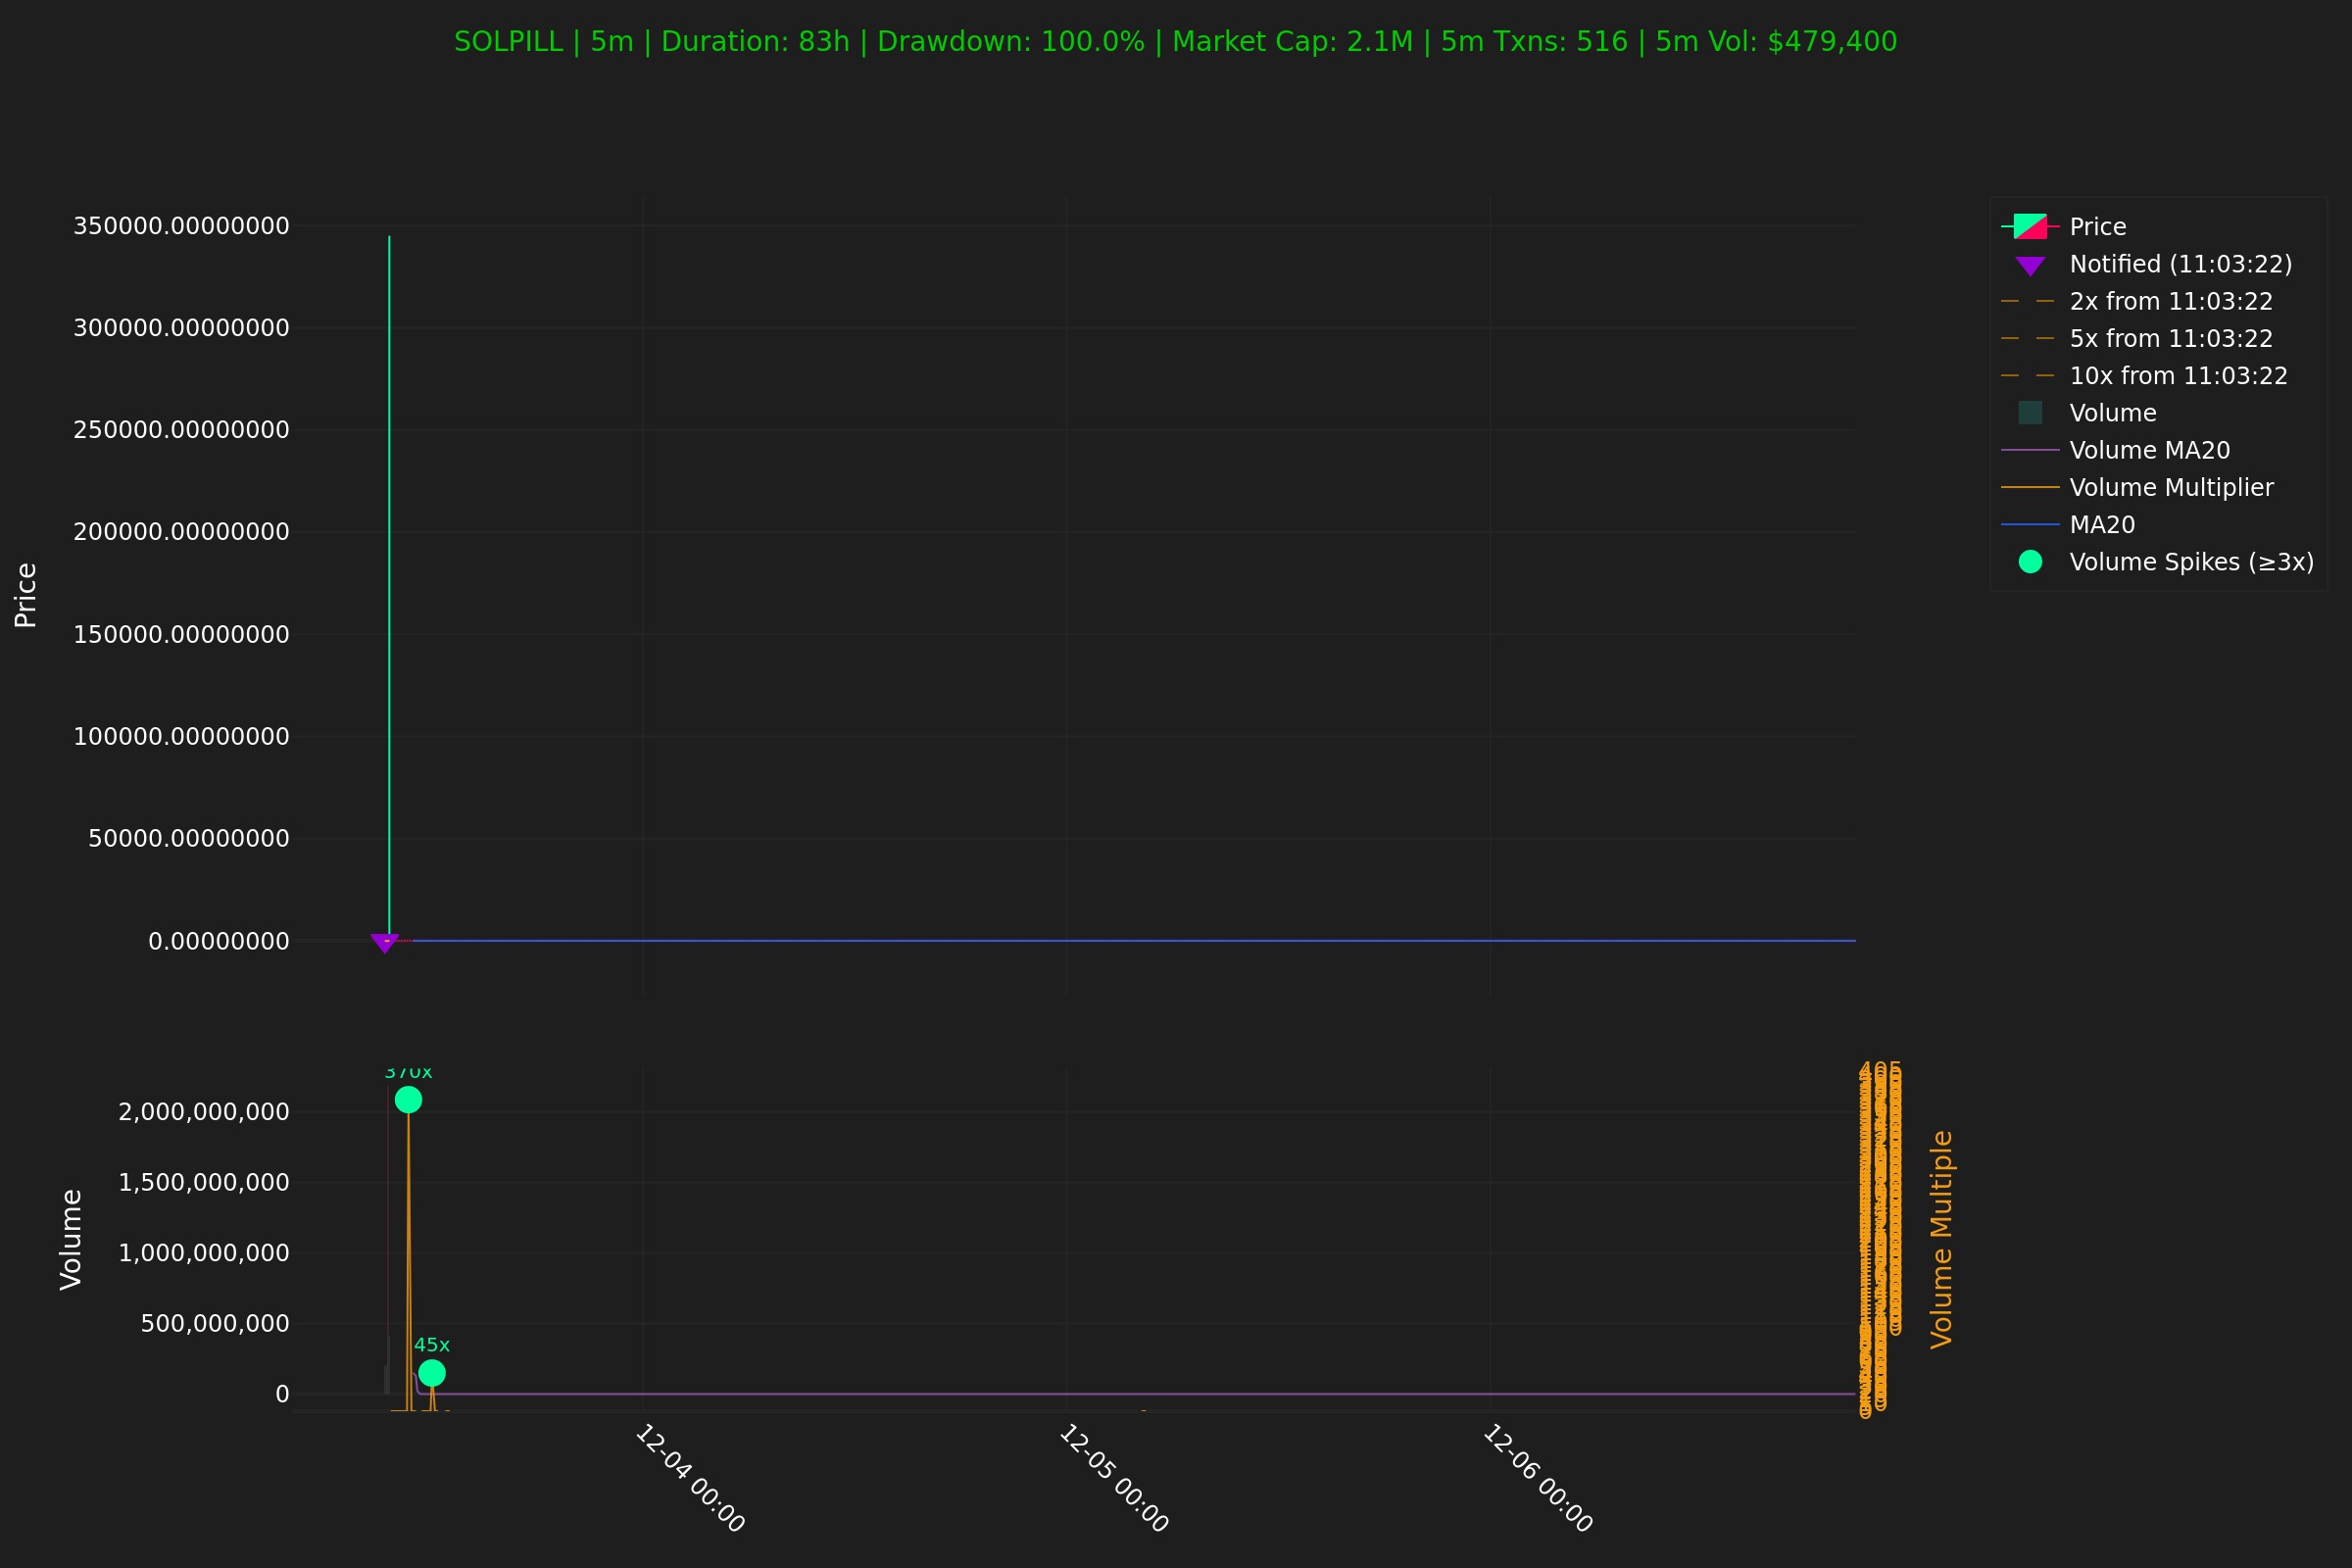 SOLPILL | 5m | Duration: 83h | Drawdown: 100.0% | Market Cap: 2.1M | 5m Txns: 516 | 5m Vol: $479,400
350000.00000000
300000.00000000
250000.00000000
200000.00000000
150000.00000000
100000.00000000
50000.00000000
0.00000000
Price
Price
Notified (11:03:22)
2x from 11:03:22
5x from 11:03:22
10x from 11:03:22
Volume
Volume MA20
Volume Multiplier
MA20
Volume Spikes (≥3x)
370x
45x
2,000,000,000
1,500,000,000
1,000,000,000
500,000,000
0
Volume
Volume Multiple
12-04 00:00
12-05 00:00
12-06 00:00